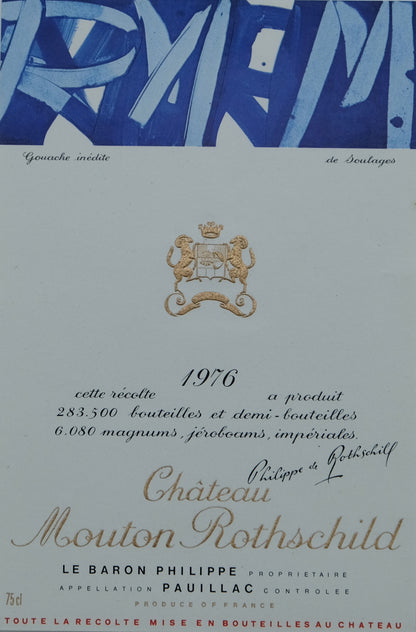 Gouache inédite de Soulages
1976
cette récolte a produit
283.500 bouteilles et demi-bouteilles
6.080 magnums, jéroboams, impériales.
Philippe de Rothschild
Château
Mouton Rothschild
LE BARON PHILIPPE PROPRIETAIRE
APPELLATION PAUILLAC CONTROLEE
75cl PRODUCE OF FRANCE
TOUTE LA RECOLTE MISE EN BOUTEILLES AU CHATEAU